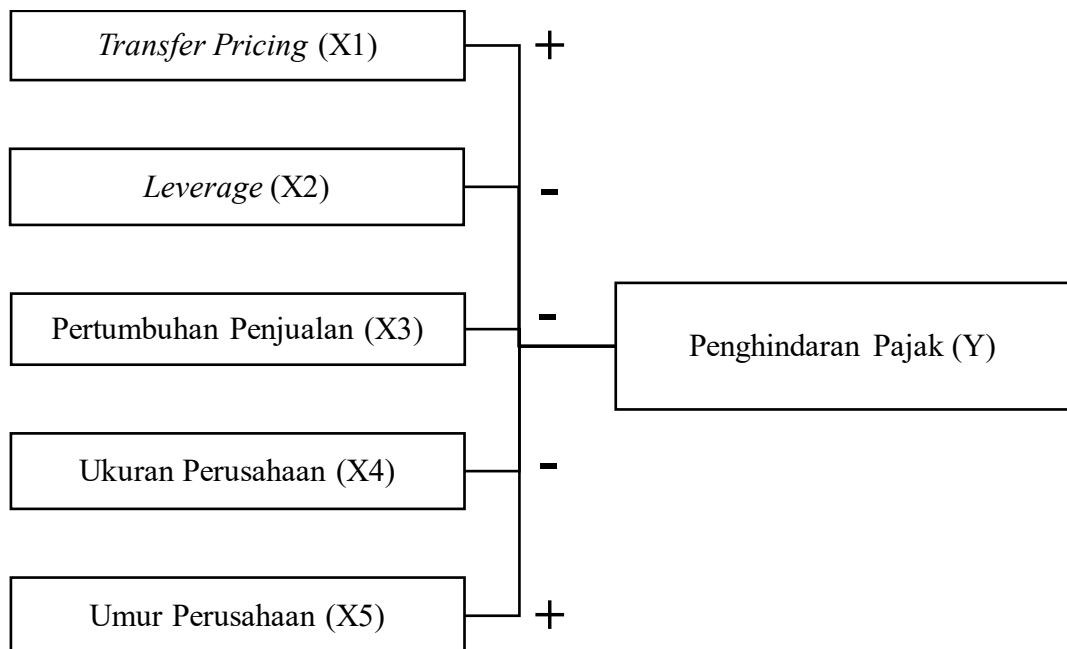 Transfer Pricing (X1)
+
Leverage (X2)
-
Pertumbuhan Penjualan (X3)
-
Penghindaran Pajak (Y)
Ukuran Perusahaan (X4)
-
Umur Perusahaan (X5)
+